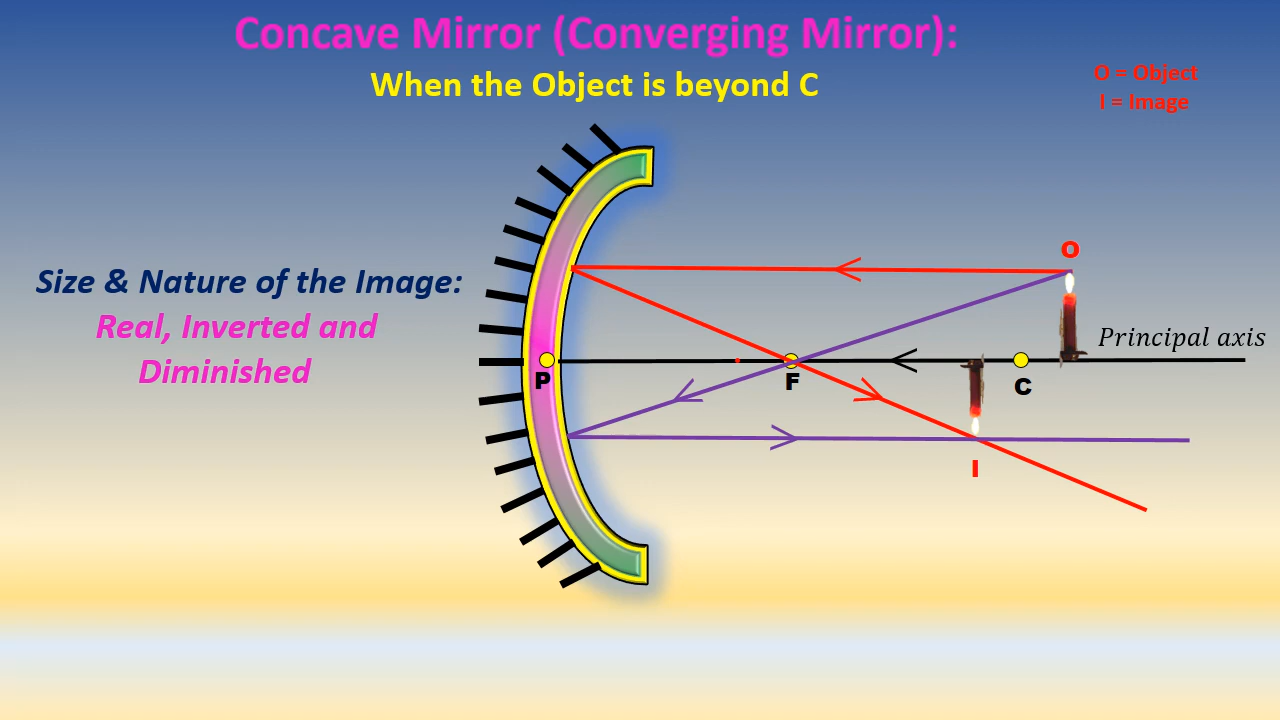 Concave Mirror (Converging Mirror):
When the Object is beyond C
O = Object
I = Image
Size & Nature of the Image:
Real, Inverted and
Diminished
O
Principal axis
P
F
C
I